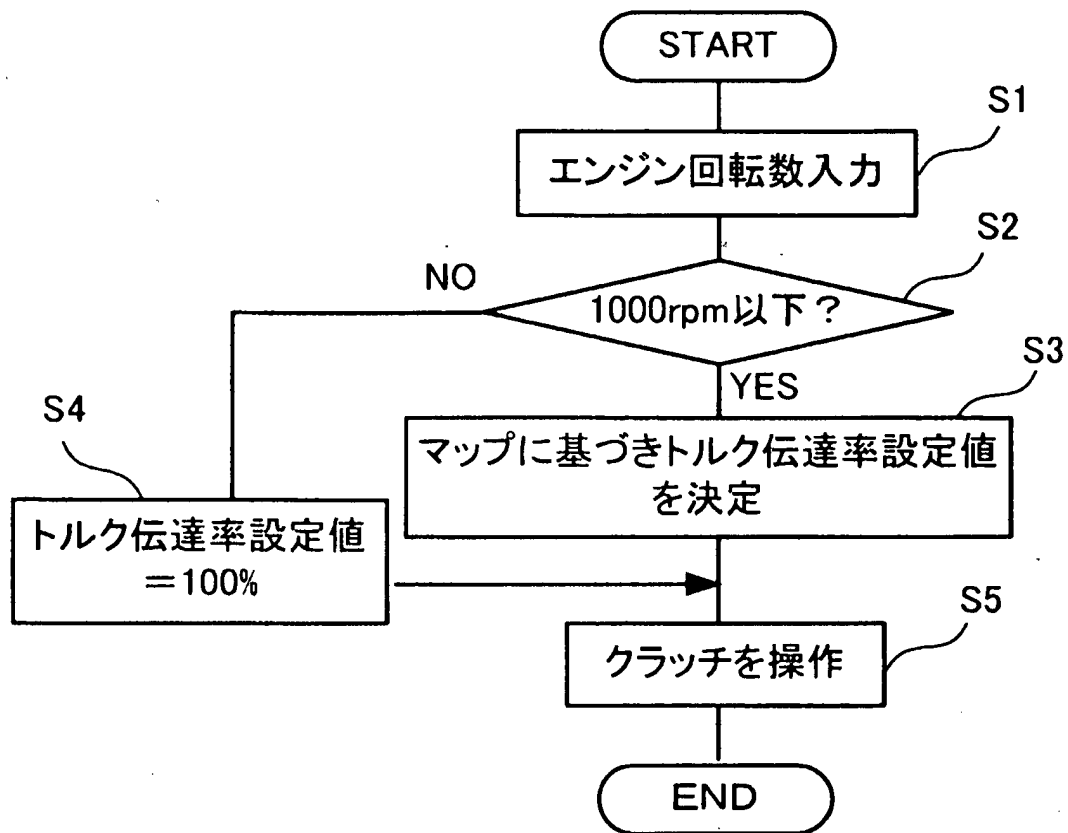 START
S1
エンジン回転数入力
S2
NO
1000rpm以下?
S3
YES
S4
マップに基づきトルク伝達率設定値
を決定
トルク伝達率設定値
=100%
S5
クラッチを操作
END